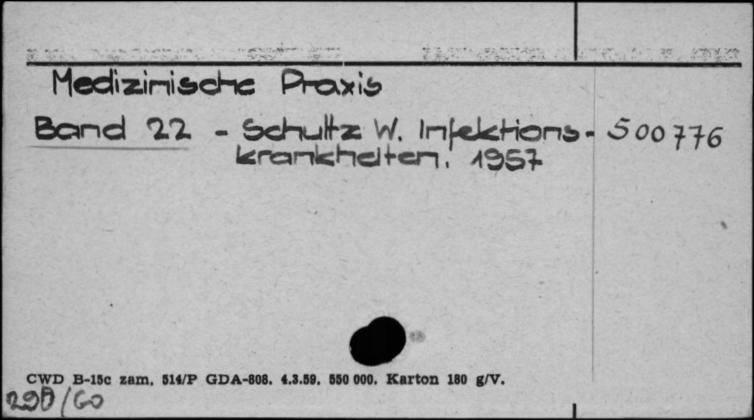 Medizinische Praxis
Band 22 - Schultz W. Infektions- 500776
krankheiten. 1957
CWD B-15c zam. 514/P GDA-808. 4.3.59. 550 000. Karton 180 g/V.
/60